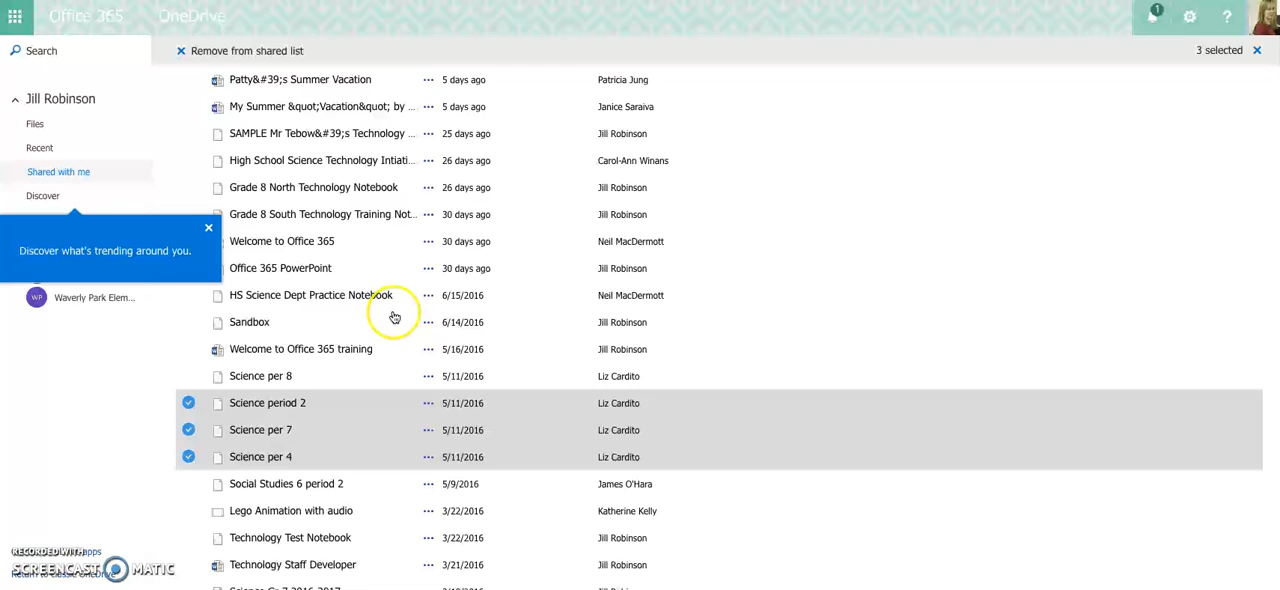 Office 365 OneDrive 1 ?
Search × Remove from shared list 3 selected ×
Jill Robinson
Files
Recent
Shared with me
Discover
Discover what's trending around you. ×
WP Waverly Park Elem...
Patty&#39;s Summer Vacation ... 5 days ago Patricia Jung
My Summer &quot;Vacation&quot; by ... ... 5 days ago Janice Saraiva
SAMPLE Mr Tebow&#39;s Technology ... ... 25 days ago Jill Robinson
High School Science Technology Intiati... ... 26 days ago Carol-Ann Winans
Grade 8 North Technology Notebook ... 26 days ago Jill Robinson
Grade 8 South Technology Training Not... ... 30 days ago Jill Robinson
Welcome to Office 365 ... 30 days ago Neil MacDermott
Office 365 PowerPoint ... 30 days ago Jill Robinson
HS Science Dept Practice Notebook ... 6/15/2016 Neil MacDermott
Sandbox ... 6/14/2016 Jill Robinson
Welcome to Office 365 training ... 5/16/2016 Jill Robinson
Science per 8 ... 5/11/2016 Liz Cardito
Science period 2 ... 5/11/2016 Liz Cardito
Science per 7 ... 5/11/2016 Liz Cardito
Science per 4 ... 5/11/2016 Liz Cardito
Social Studies 6 period 2 ... 5/9/2016 James O'Hara
Lego Animation with audio ... 3/22/2016 Katherine Kelly
Technology Test Notebook ... 3/22/2016 Jill Robinson
Technology Staff Developer ... 3/21/2016 Jill Robinson
RECORDED WITH apps
SCREENCAST MATIC
Return to classic OneDrive